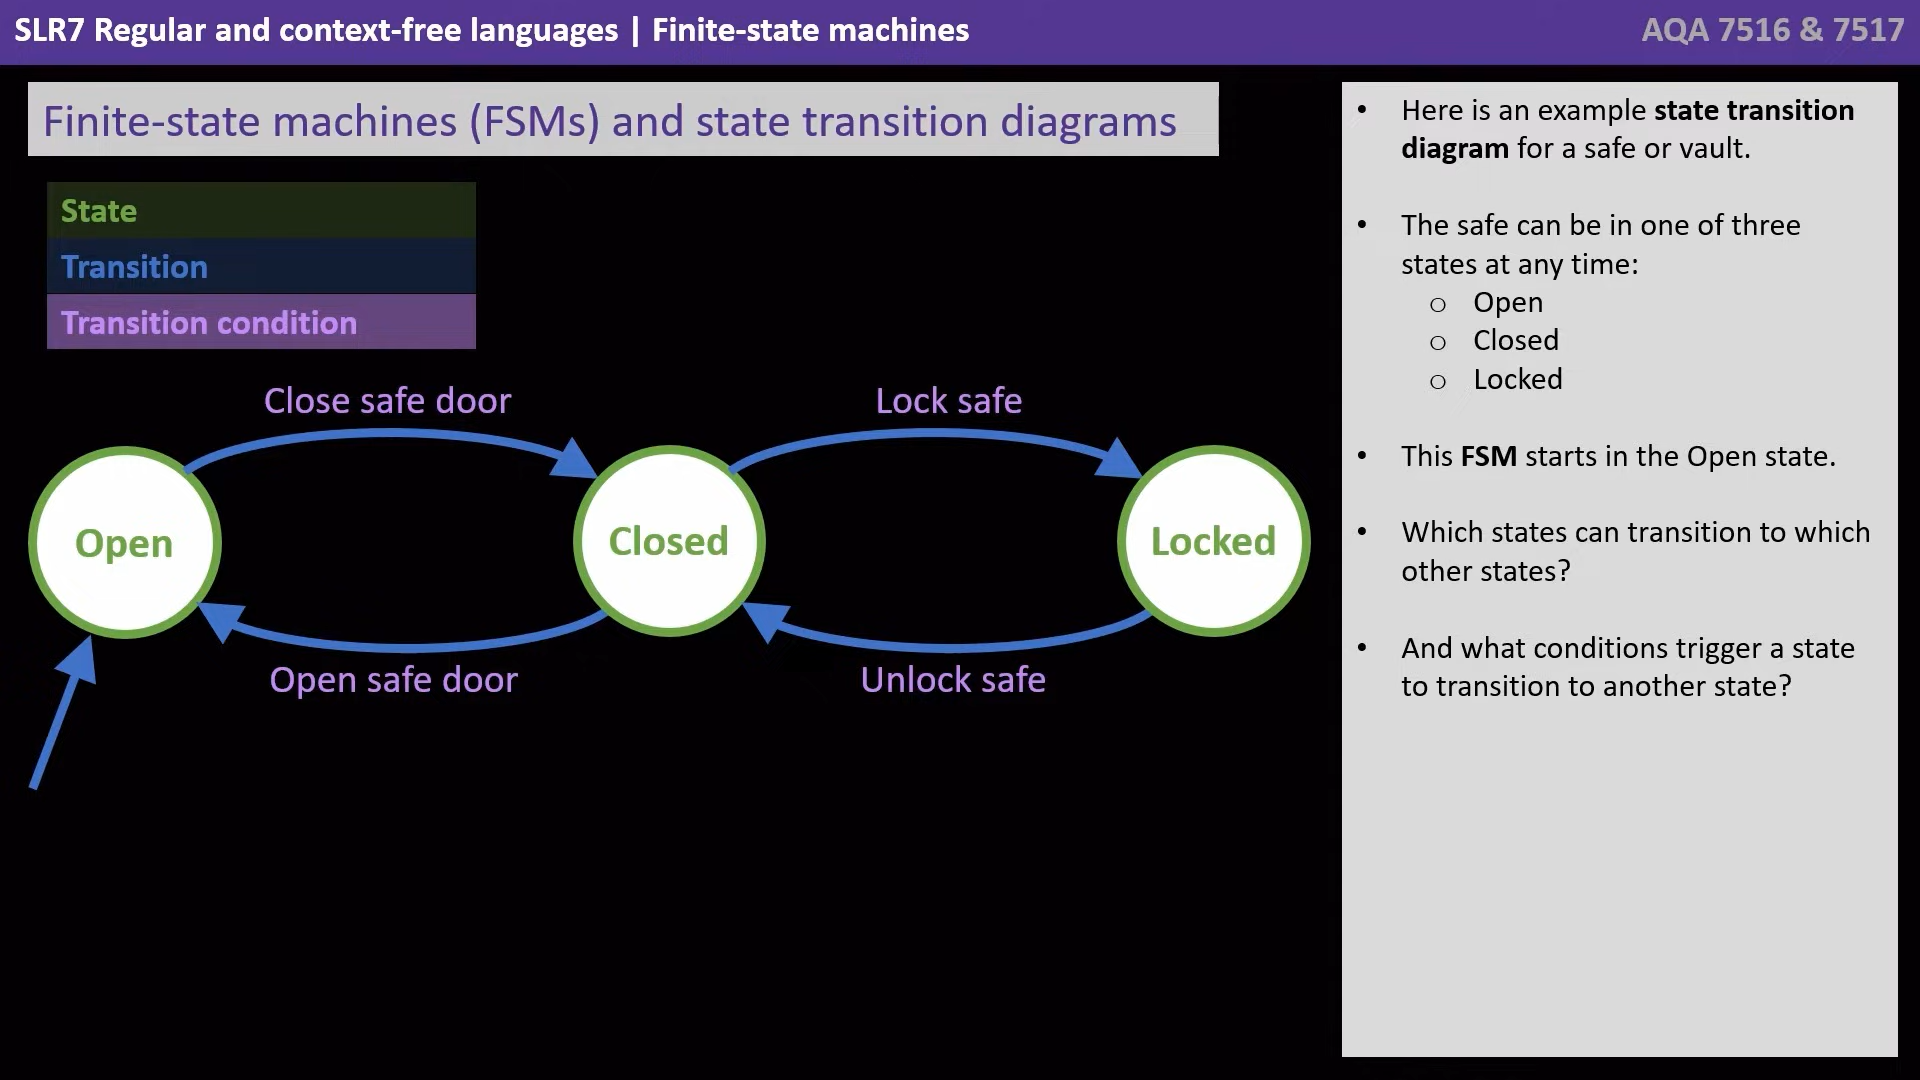 SLR7 Regular and context-free languages | Finite-state machines
AQA 7516 & 7517
Finite-state machines (FSMs) and state transition diagrams
State
Transition
Transition condition
Close safe door
Lock safe
Open
Closed
Locked
Open safe door
Unlock safe
• Here is an example state transition
diagram for a safe or vault.
• The safe can be in one of three
states at any time:
o Open
o Closed
o Locked
• This FSM starts in the Open state.
• Which states can transition to which
other states?
• And what conditions trigger a state
to transition to another state?